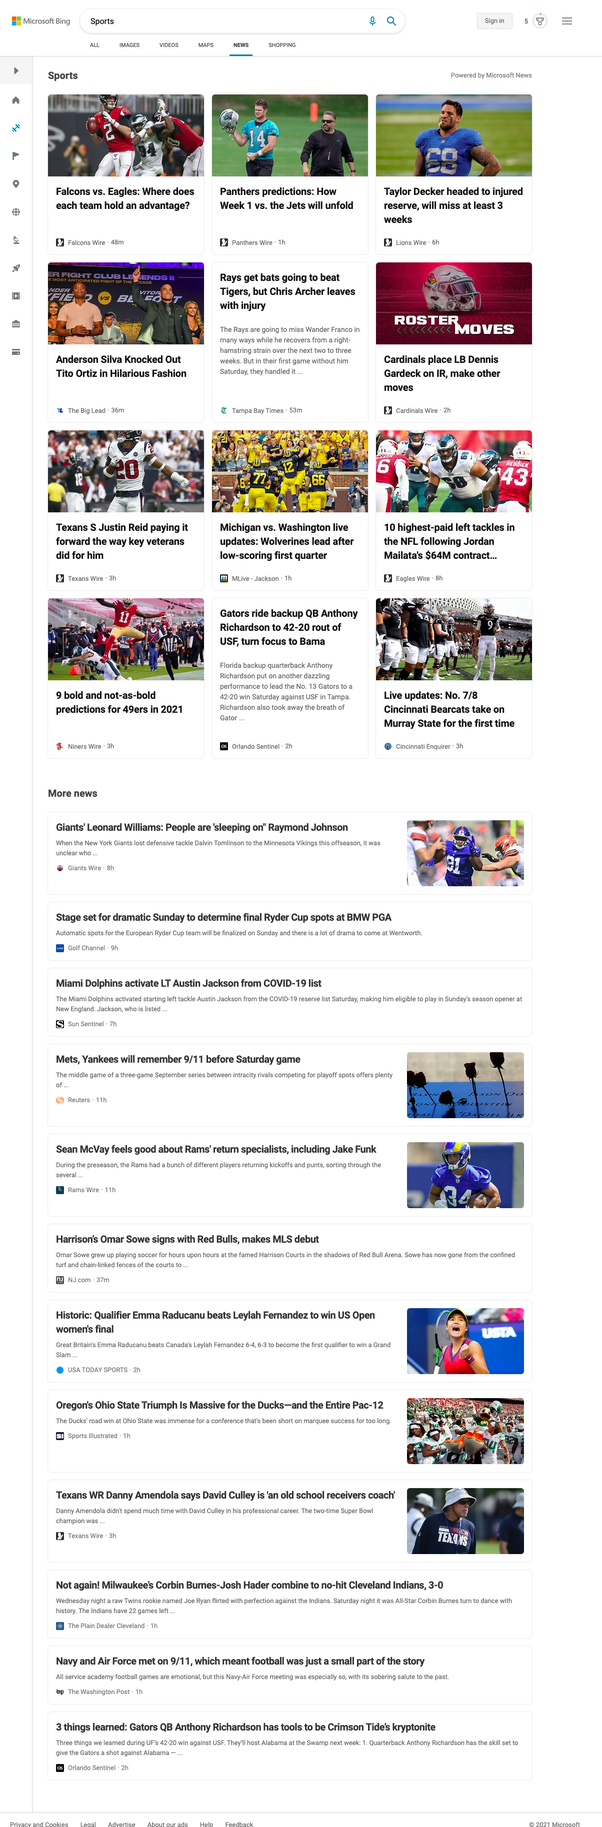 Microsoft Bing
Sports
Sign in
5
ALL IMAGES VIDEOS MAPS NEWS SHOPPING
Sports
Powered by Microsoft News
Falcons vs. Eagles: Where does
each team hold an advantage?
Falcons Wire · 48m
Panthers predictions: How
Week 1 vs. the Jets will unfold
Panthers Wire · 1h
68
Taylor Decker headed to injured
reserve, will miss at least 3
weeks
Lions Wire · 6h
Anderson Silva Knocked Out
Tito Ortiz in Hilarious Fashion
The Big Lead · 36m
Rays get bats going to beat
Tigers, but Chris Archer leaves
with injury
The Rays are going to miss Wander Franco in
many ways while he recovers from a right-
hamstring strain over the next two to three
weeks. But in their first game without him
Saturday, they handled it ...
Tampa Bay Times · 53m
ROSTER
MOVES
Cardinals place LB Dennis
Gardeck on IR, make other
moves
Cardinals Wire · 2h
20
Texans S Justin Reid paying it
forward the way key veterans
did for him
Texans Wire · 3h
77 12 66
Michigan vs. Washington live
updates: Wolverines lead after
low-scoring first quarter
MLive - Jackson · 1h
43
10 highest-paid left tackles in
the NFL following Jordan
Mailata's $64M contract...
Eagles Wire · 8h
11
9 bold and not-as-bold
predictions for 49ers in 2021
Niners Wire · 3h
Gators ride backup QB Anthony
Richardson to 42-20 rout of
USF, turn focus to Bama
Florida backup quarterback Anthony
Richardson put on another dazzling
performance to lead the No. 13 Gators to a
42-20 win Saturday against USF in Tampa.
Richardson also took away the breath of
Gator ...
Orlando Sentinel · 2h
Live updates: No. 7/8
Cincinnati Bearcats take on
Murray State for the first time
Cincinnati Enquirer · 3h
More news
Giants' Leonard Williams: People are 'sleeping on" Raymond Johnson
When the New York Giants lost defensive tackle Dalvin Tomlinson to the Minnesota Vikings this offseason, it was
unclear who ...
Giants Wire · 8h
91
Stage set for dramatic Sunday to determine final Ryder Cup spots at BMW PGA
Automatic spots for the European Ryder Cup team will be finalized on Sunday and there is a lot of drama to come at Wentworth.
Golf Channel · 9h
Miami Dolphins activate LT Austin Jackson from COVID-19 list
The Miami Dolphins activated starting left tackle Austin Jackson from the COVID-19 reserve list Saturday, making him eligible to play in Sunday's season opener at
New England. Jackson, who is listed ...
Sun Sentinel · 7h
Mets, Yankees will remember 9/11 before Saturday game
The middle game of a three-game September series between intracity rivals competing for playoff spots offers plenty
of ...
Reuters · 11h
Sean McVay feels good about Rams' return specialists, including Jake Funk
During the preseason, the Rams had a bunch of different players returning kickoffs and punts, sorting through the
several ...
Rams Wire · 11h
34
Harrison's Omar Sowe signs with Red Bulls, makes MLS debut
Omar Sowe grew up playing soccer for hours upon hours at the famed Harrison Courts in the shadows of Red Bull Arena. Sowe has now gone from the confined
turf and chain-linked fences of the courts to ...
NJ.com · 37m
Historic: Qualifier Emma Raducanu beats Leylah Fernandez to win US Open
women's final
Great Britain's Emma Raducanu beats Canada's Leylah Fernandez 6-4, 6-3 to become the first qualifier to win a Grand
Slam ...
USA TODAY SPORTS · 2h
USTA
Oregon's Ohio State Triumph Is Massive for the Ducks—and the Entire Pac-12
The Ducks' road win at Ohio State was immense for a conference that's been short on marquee success for too long.
Sports Illustrated · 1h
Texans WR Danny Amendola says David Culley is 'an old school receivers coach'
Danny Amendola didn't spend much time with David Culley in his professional career. The two-time Super Bowl
champion was ...
Texans Wire · 3h
TEXANS
Not again! Milwaukee's Corbin Burnes-Josh Hader combine to no-hit Cleveland Indians, 3-0
Wednesday night a raw Twins rookie named Joe Ryan flirted with perfection against the Indians. Saturday night it was All-Star Corbin Burnes turn to dance with
history. The Indians have 22 games left ...
The Plain Dealer Cleveland · 1h
Navy and Air Force met on 9/11, which meant football was just a small part of the story
All service academy football games are emotional, but this Navy-Air Force meeting was especially so, with its sobering salute to the past.
The Washington Post · 1h
3 things learned: Gators QB Anthony Richardson has tools to be Crimson Tide's kryptonite
Three things we learned during UF's 42-20 win against USF. They'll host Alabama at the Swamp next week: 1. Quarterback Anthony Richardson has the skill set to
give the Gators a shot against Alabama — ...
Orlando Sentinel · 2h
Privacy and Cookies Legal Advertise About our ads Help Feedback
© 2021 Microsoft